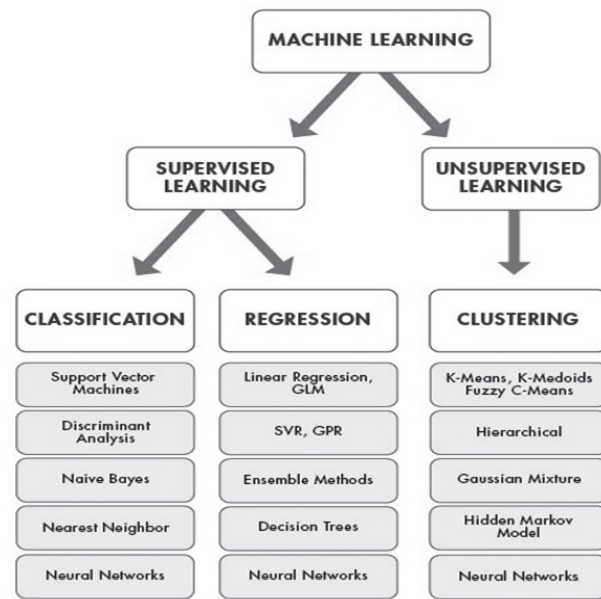 MACHINE LEARNING
SUPERVISED
LEARNING
UNSUPERVISED
LEARNING
CLASSIFICATION
Support Vector
Machines
Discriminant
Analysis
Naive Bayes
Nearest Neighbor
Neural Networks
REGRESSION
Linear Regression,
GLM
SVR, GPR
Ensemble Methods
Decision Trees
Neural Networks
CLUSTERING
K-Means, K-Medoids
Fuzzy C-Means
Hierarchical
Gaussian Mixture
Hidden Markov
Model
Neural Networks